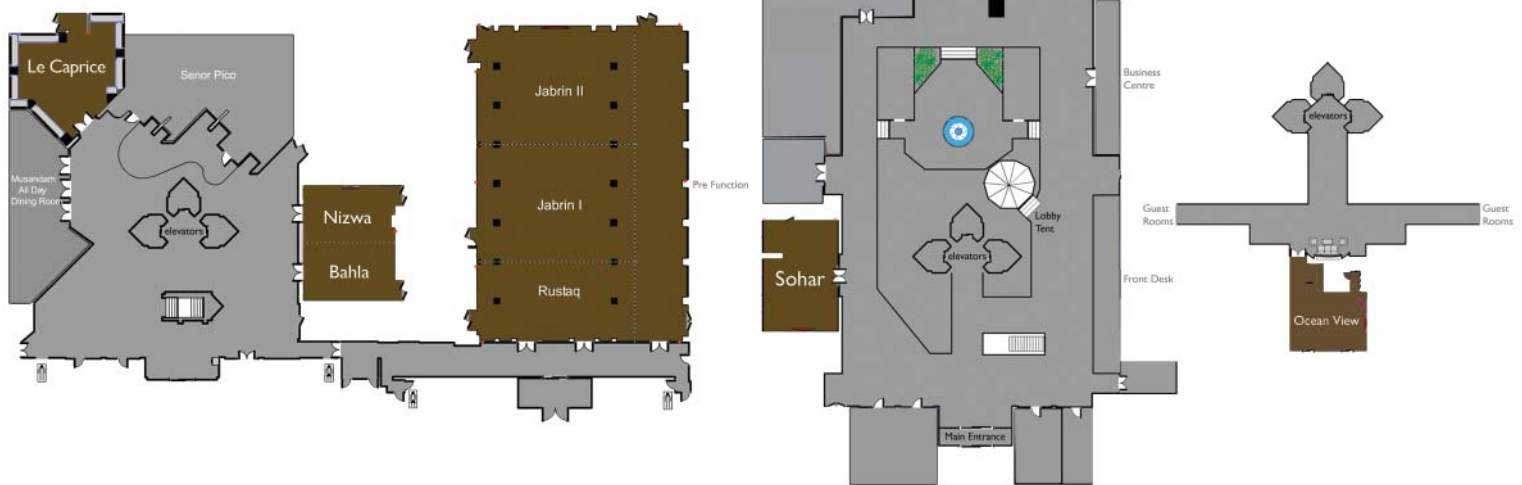 Le Caprice
Senor Pico
Musandam
All Day
Dining Room
elevators
Nizwa
Bahla
Jabrin II
Jabrin I
Rustaq
Pre Function
Business
Centre
Lobby
Tent
elevators
Sohar
Front Desk
Main Entrance
elevators
Guest
Rooms
Guest
Rooms
Ocean View